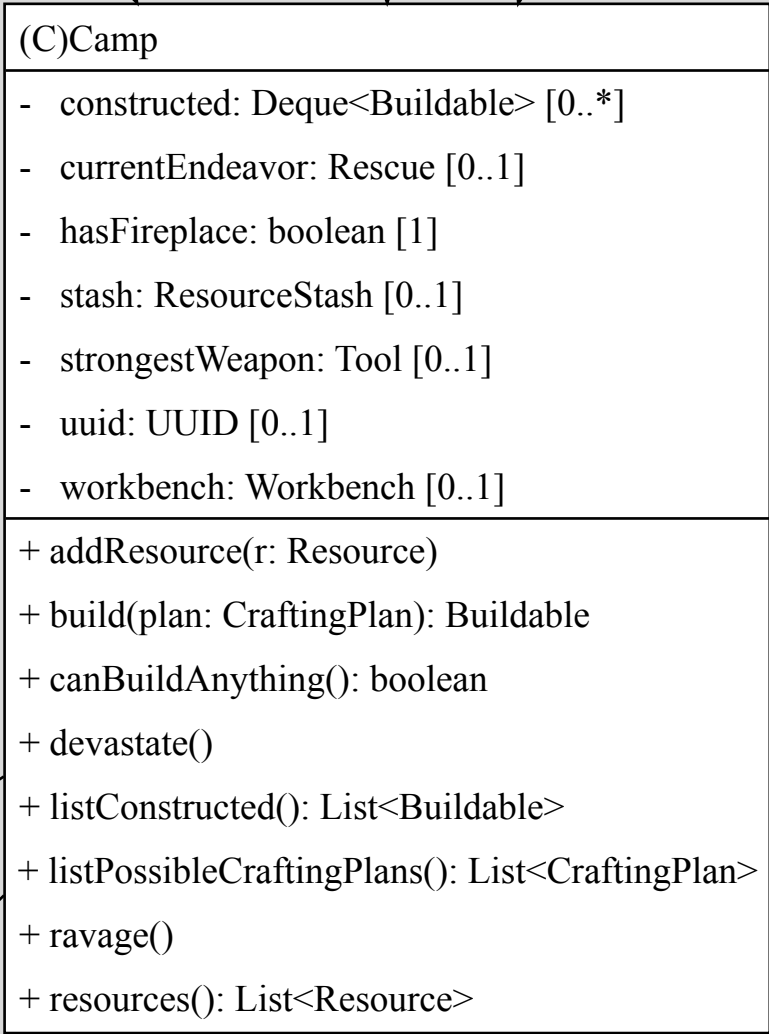 (C)Camp
- constructed: Deque<Buildable> [0..*]
- currentEndeavor: Rescue [0..1]
- hasFireplace: boolean [1]
- stash: ResourceStash [0..1]
- strongestWeapon: Tool [0..1]
- uuid: UUID [0..1]
- workbench: Workbench [0..1]
+ addResource(r: Resource)
+ build(plan: CraftingPlan): Buildable
+ canBuildAnything(): boolean
+ devastate()
+ listConstructed(): List<Buildable>
+ listPossibleCraftingPlans(): List<CraftingPlan>
+ ravage()
+ resources(): List<Resource>